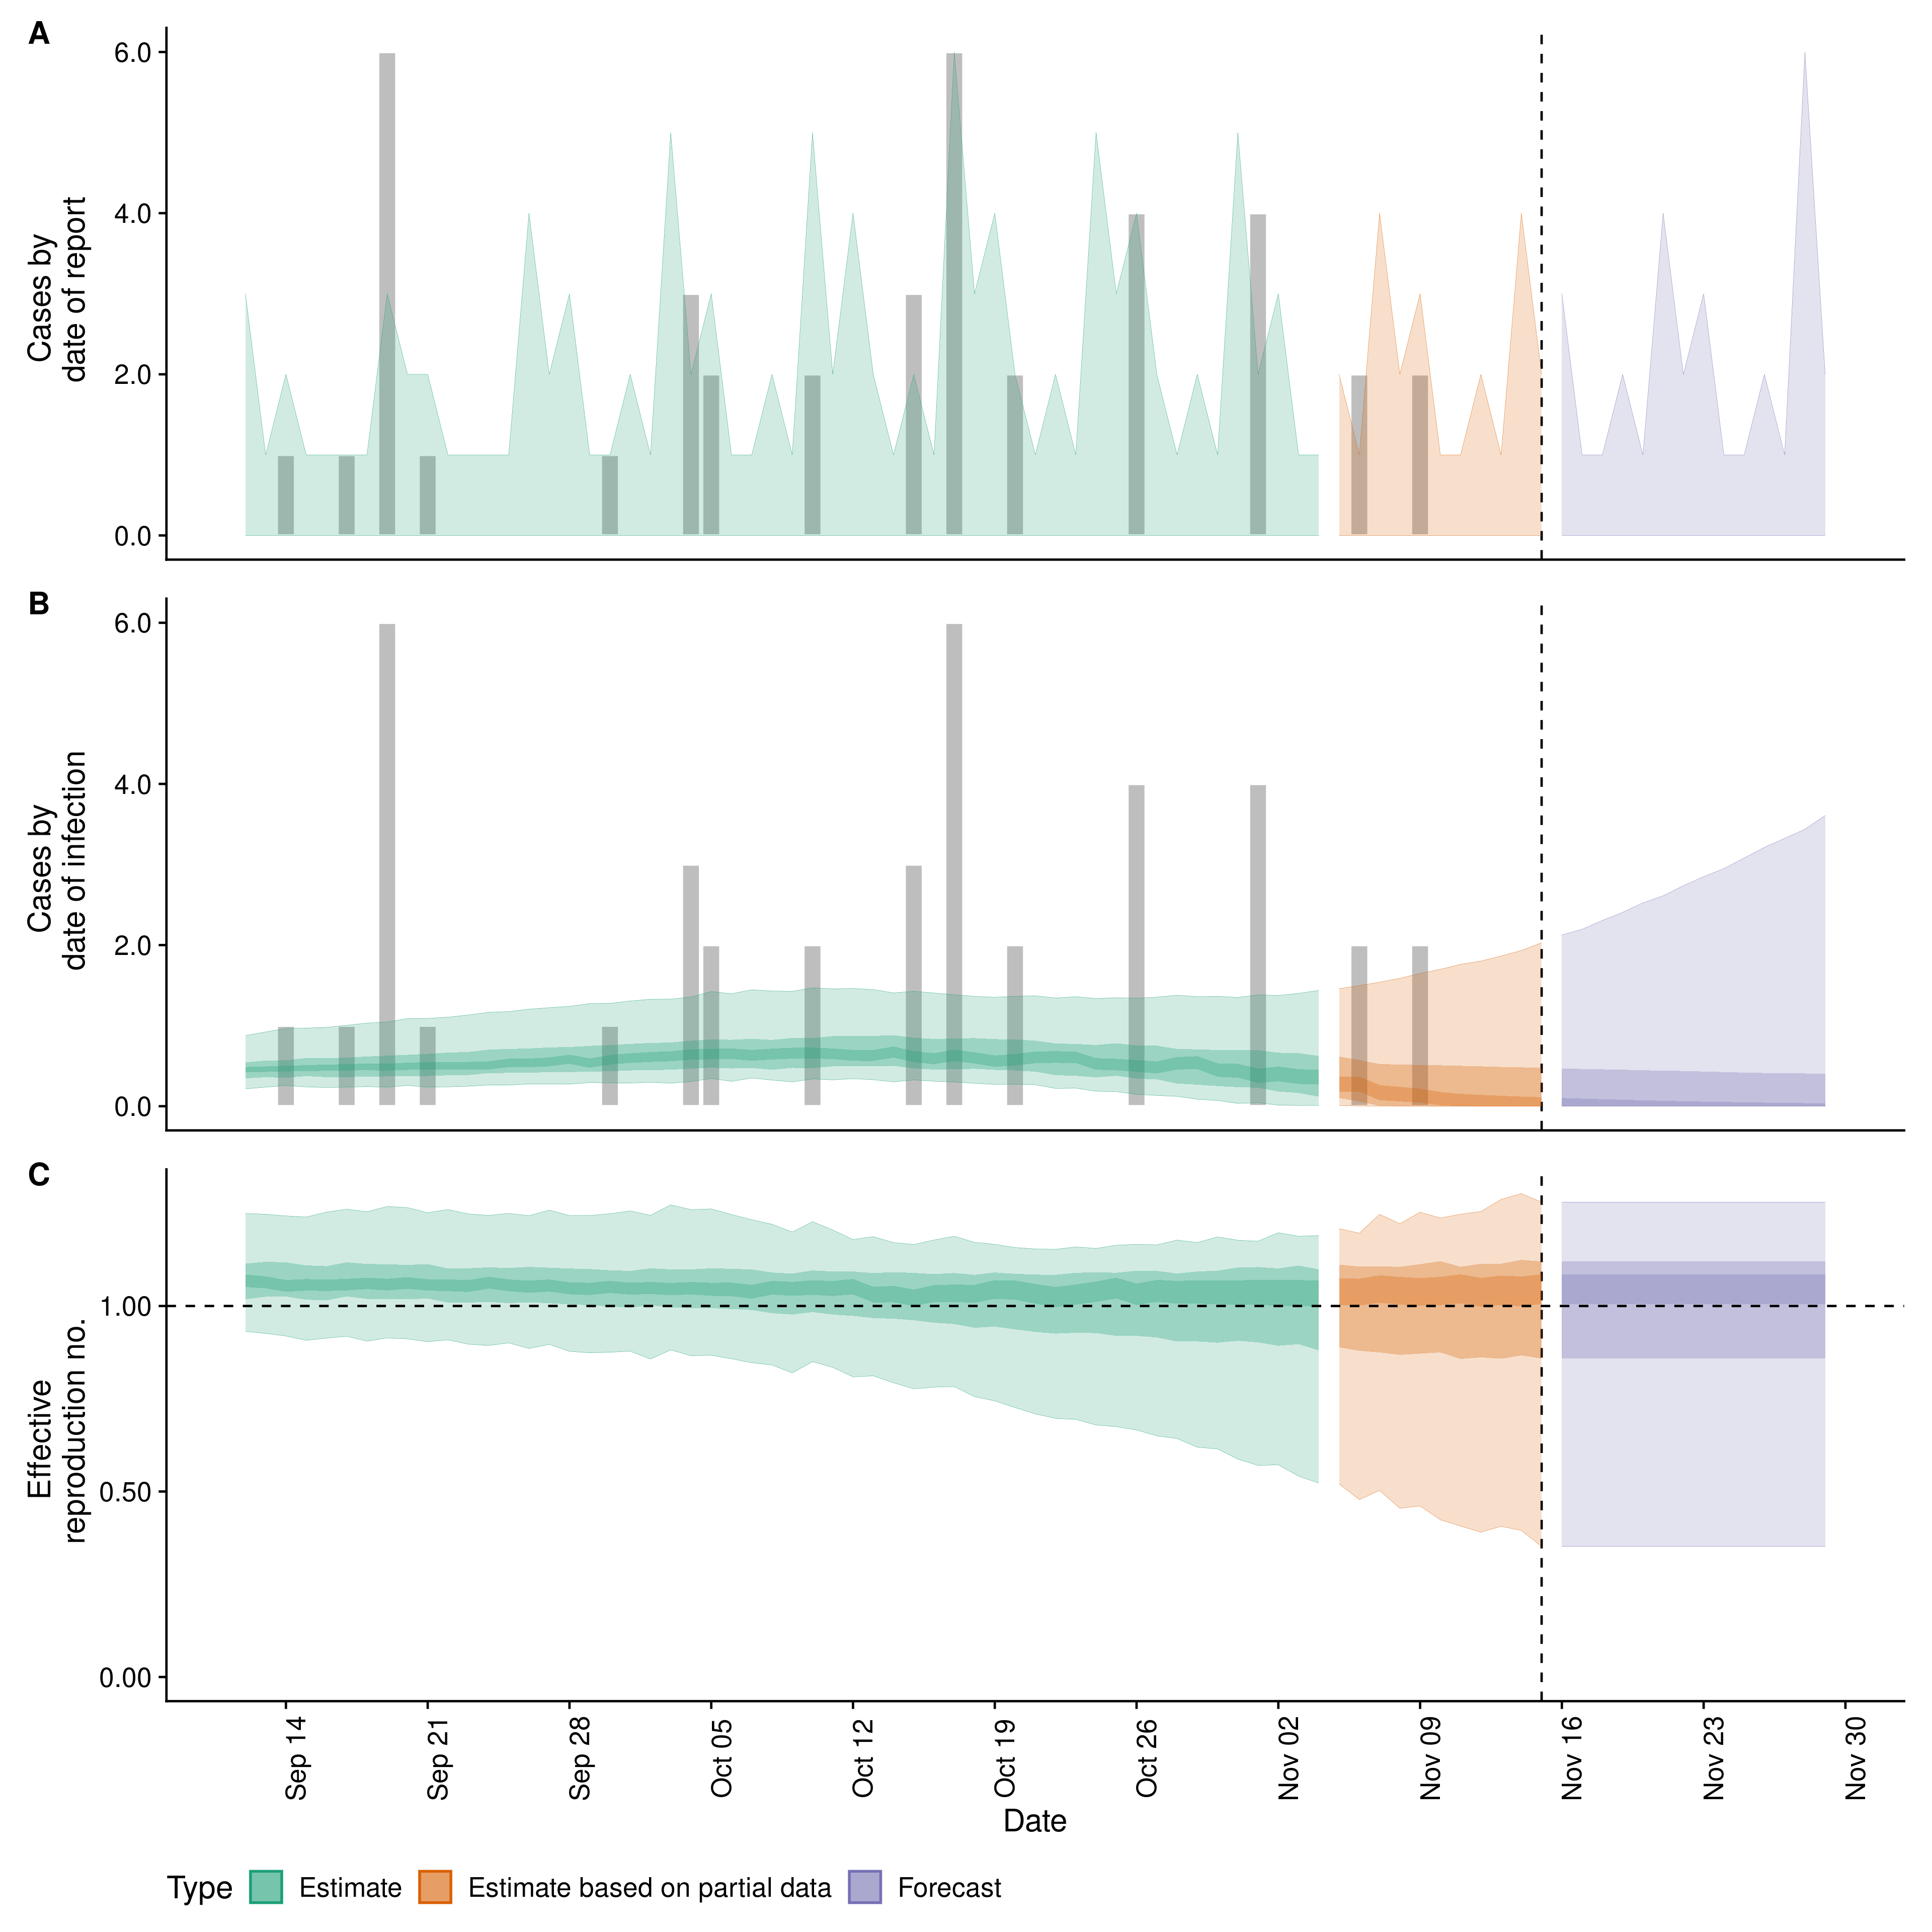 A
Cases by
date of report
6.0
4.0
2.0
0.0
B
Cases by
date of infection
6.0
4.0
2.0
0.0
C
Effective
reproduction no.
1.00
0.50
0.00
Sep 14
Sep 21
Sep 28
Oct 05
Oct 12
Oct 19
Oct 26
Nov 02
Nov 09
Nov 16
Nov 23
Nov 30
Date
Type Estimate Estimate based on partial data Forecast